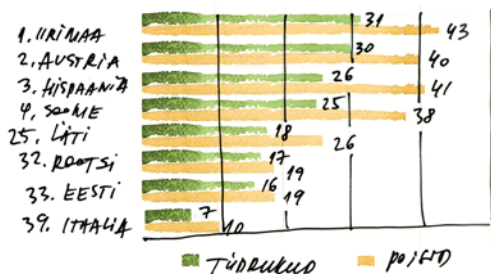 1. IIRIMAA 31
43
2. AUSTRIA 30
40
3. HISPAANIA 26
41
4. SOOME 25
38
25. LÄTI 18
26
32. ROOTSI 17
19
33. EESTI 16
19
39. ITAALIA 7
10
TÜDRUKUD POISID